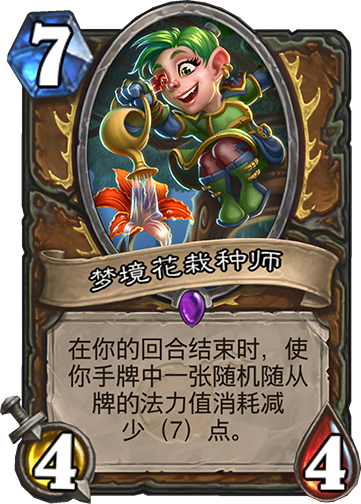 7
梦境花栽种师
在你的回合结束时，使
你手牌中一张随机随从
牌的法力值消耗减
少（7）点。
4
4